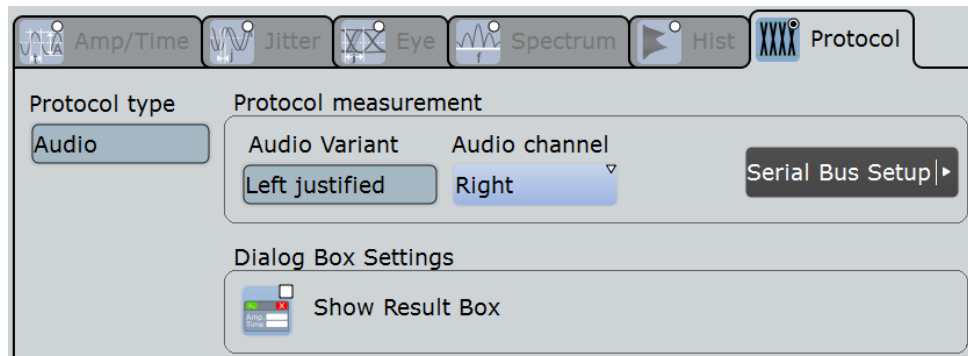 Amp/Time Jitter Eye Spectrum Hist Protocol
Protocol type Protocol measurement
Audio Audio Variant Audio channel
Left justified Right Serial Bus Setup
Dialog Box Settings
Show Result Box